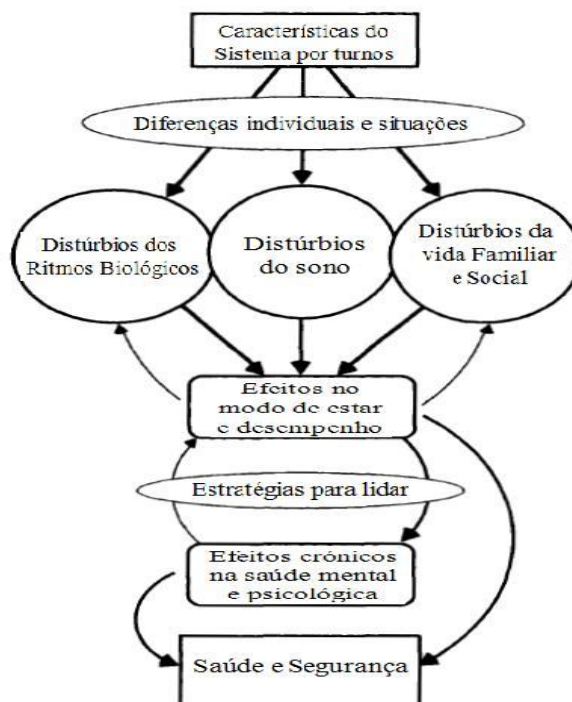 Características do
Sistema por turnos
Diferenças individuais e situações
Distúrbios dos
Ritmos Biológicos
Distúrbios
do sono
Distúrbios da
vida Familiar
e Social
Efeitos no
modo de estar
e desempenho
Estratégias para lidar
Efeitos crónicos
na saúde mental
e psicológica
Saúde e Segurança